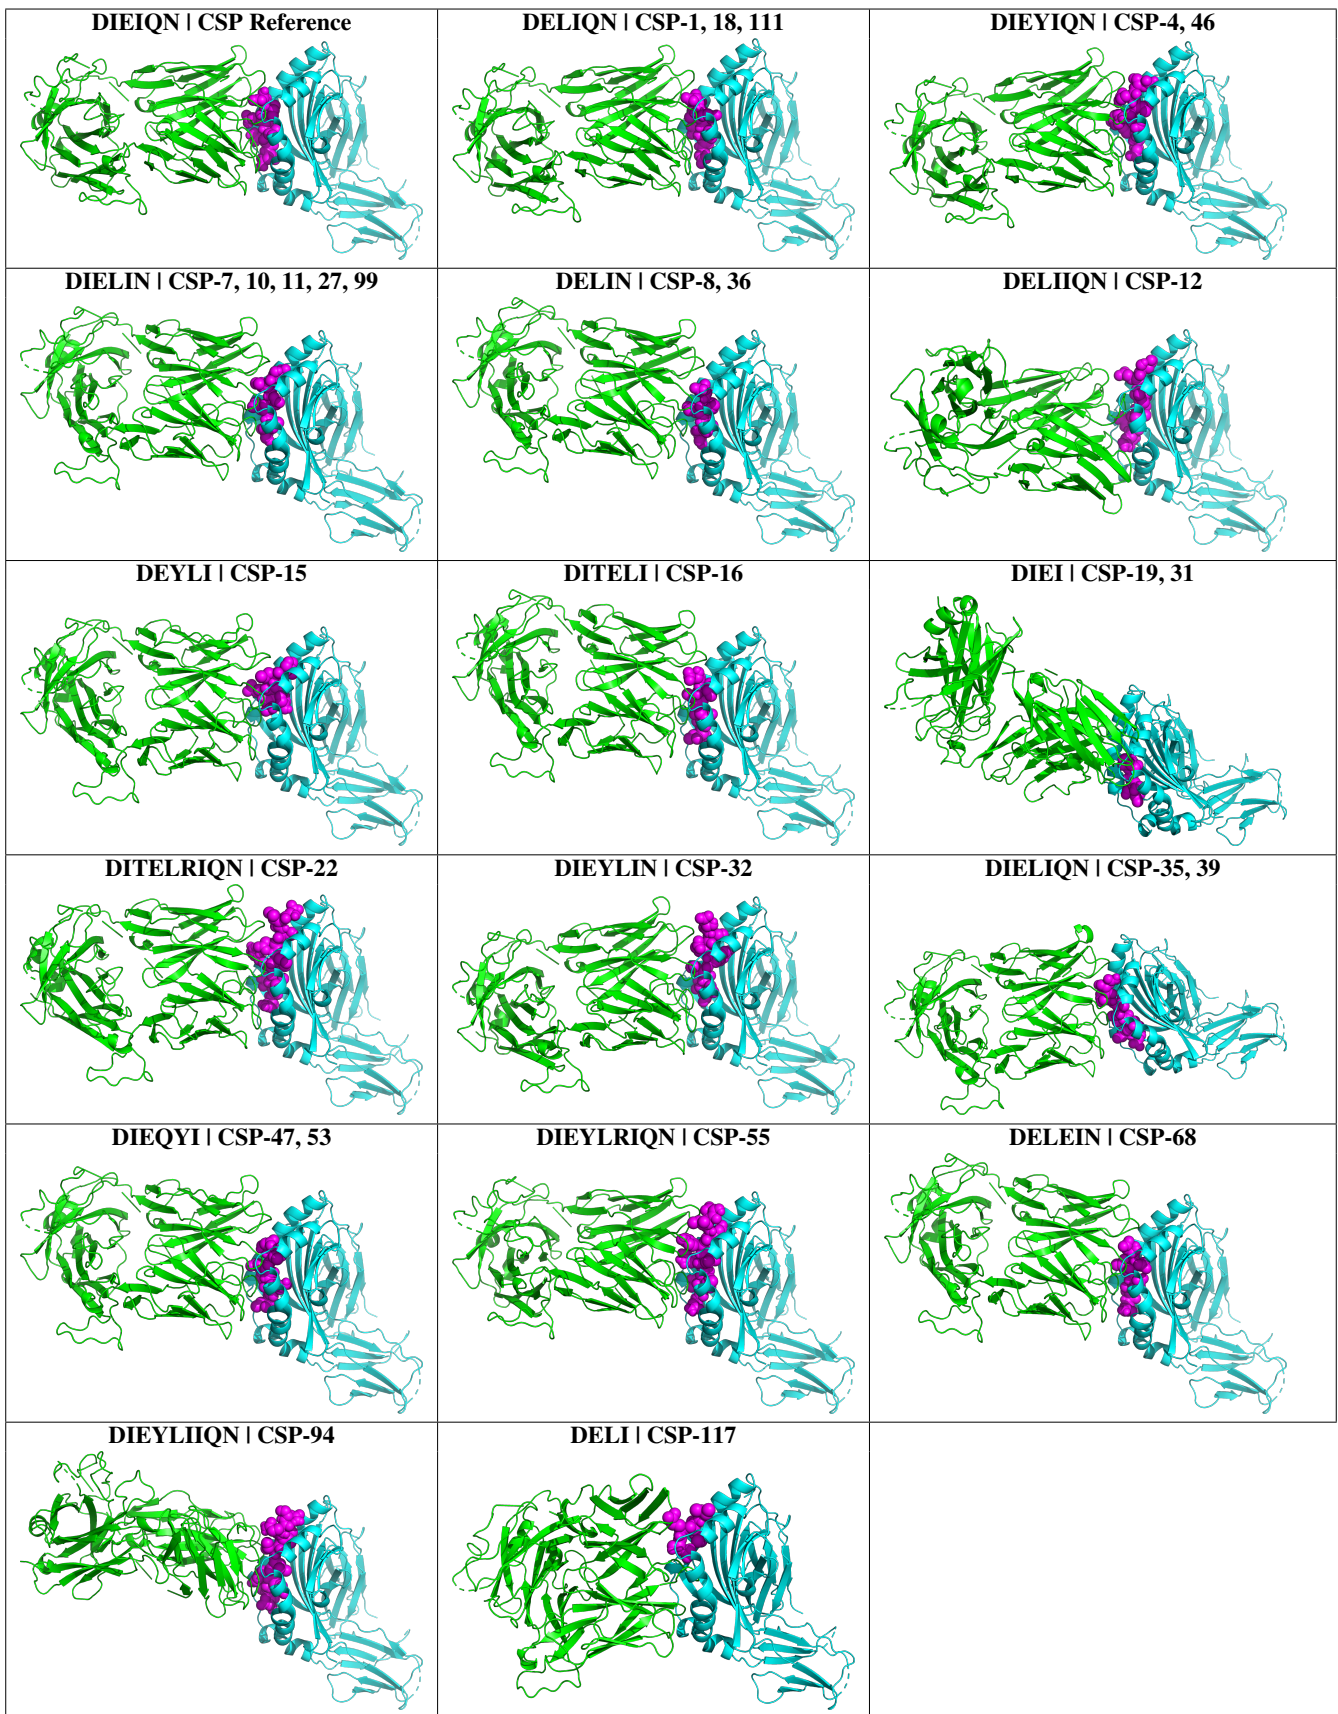 DIEIQN | CSP Reference
DELIQN | CSP-1, 18, 111
DIEYIQN | CSP-4, 46
DIELIN | CSP-7, 10, 11, 27, 99
DELIN | CSP-8, 36
DELIIQN | CSP-12
DEYLI | CSP-15
DITELI | CSP-16
DIEI | CSP-19, 31
DITELRIQN | CSP-22
DIEYLIN | CSP-32
DIELIQN | CSP-35, 39
DIEQYI | CSP-47, 53
DIEYLRIQN | CSP-55
DELEIN | CSP-68
DIEYLIIQN | CSP-94
DELI | CSP-117